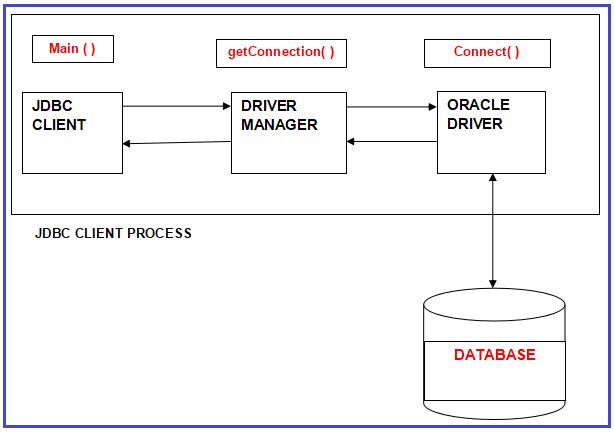 Main ( )
getConnection( )
Connect( )
JDBC
CLIENT
DRIVER
MANAGER
ORACLE
DRIVER
JDBC CLIENT PROCESS
DATABASE